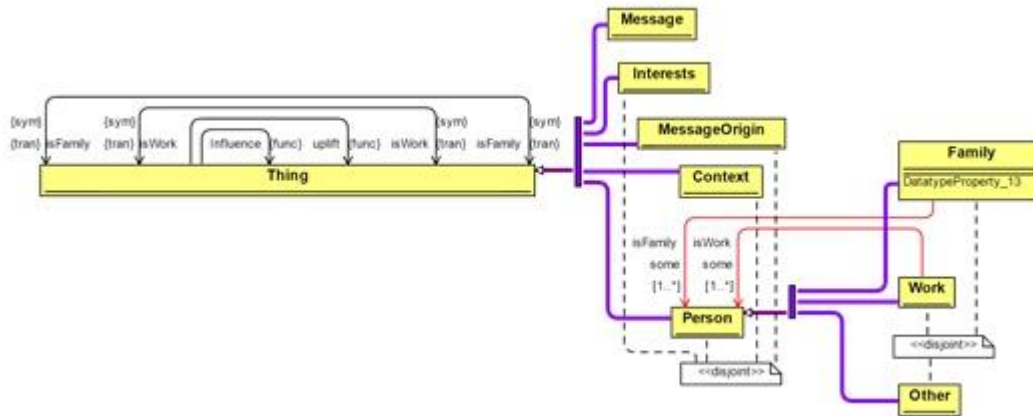 Message
Interests
MessageOrigin
Context
{sym} {sym} {sym} {sym}
{tran} isFamily {tran} isWork Influence {func} uplift {func} isWork {tran} isFamily {tran}
Thing
Family
DatatypeProperty_13
isFamily isWork
some some
[1..*] [1..*]
Work
Person
<<disjoint>>
<<disjoint>>
Other